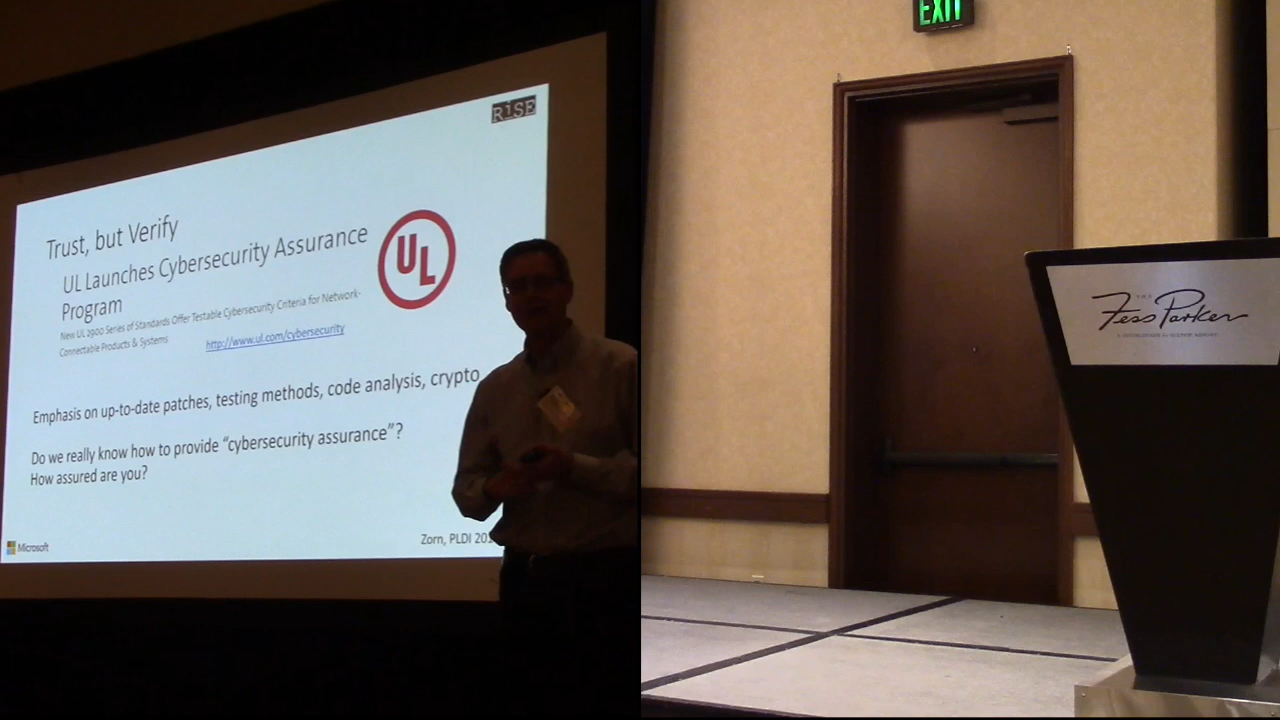 RiSE
Trust, but Verify
UL Launches Cybersecurity Assurance
Program
UL
New UL 2900 Series of Standards Offer Testable Cybersecurity Criteria for Network-
Connectable Products & Systems
http://www.ul.com/cybersecurity
Emphasis on up-to-date patches, testing methods, code analysis, crypto
Do we really know how to provide “cybersecurity assurance”?
How assured are you?
Microsoft
Zorn, PLDI
EXIT
THE
Fess Parker